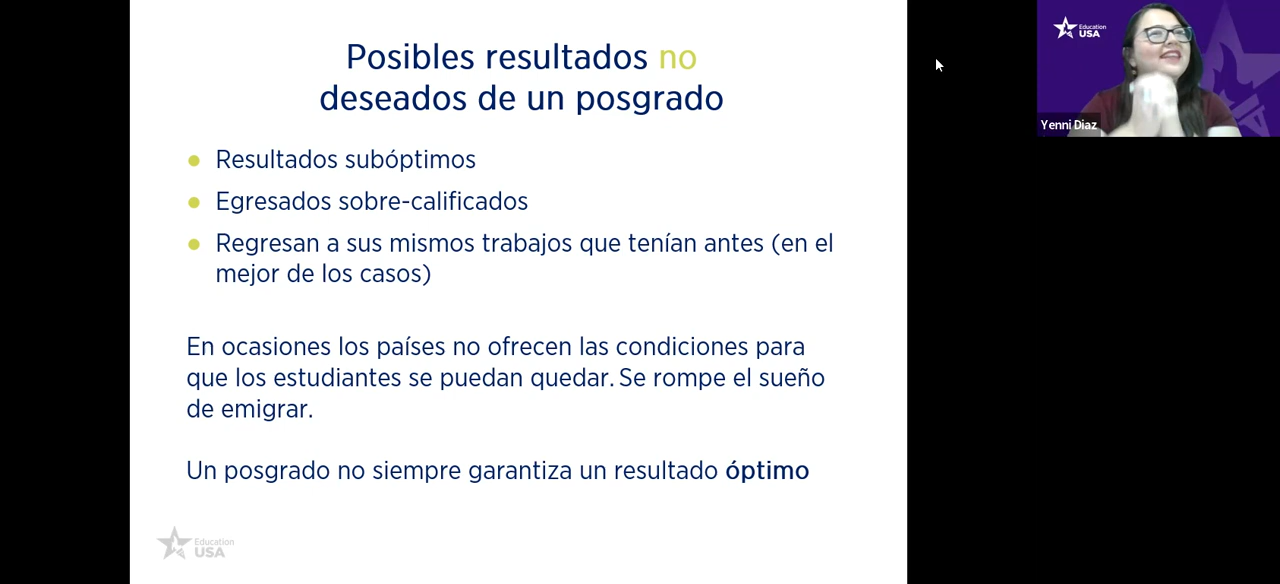 Posibles resultados no
deseados de un posgrado
Resultados subóptimos
Egresados sobre-calificados
Regresan a sus mismos trabajos que tenían antes (en el
mejor de los casos)
En ocasiones los países no ofrecen las condiciones para
que los estudiantes se puedan quedar. Se rompe el sueño
de emigrar.
Un posgrado no siempre garantiza un resultado óptimo
Education
USA
Education
USA
Yenni Diaz